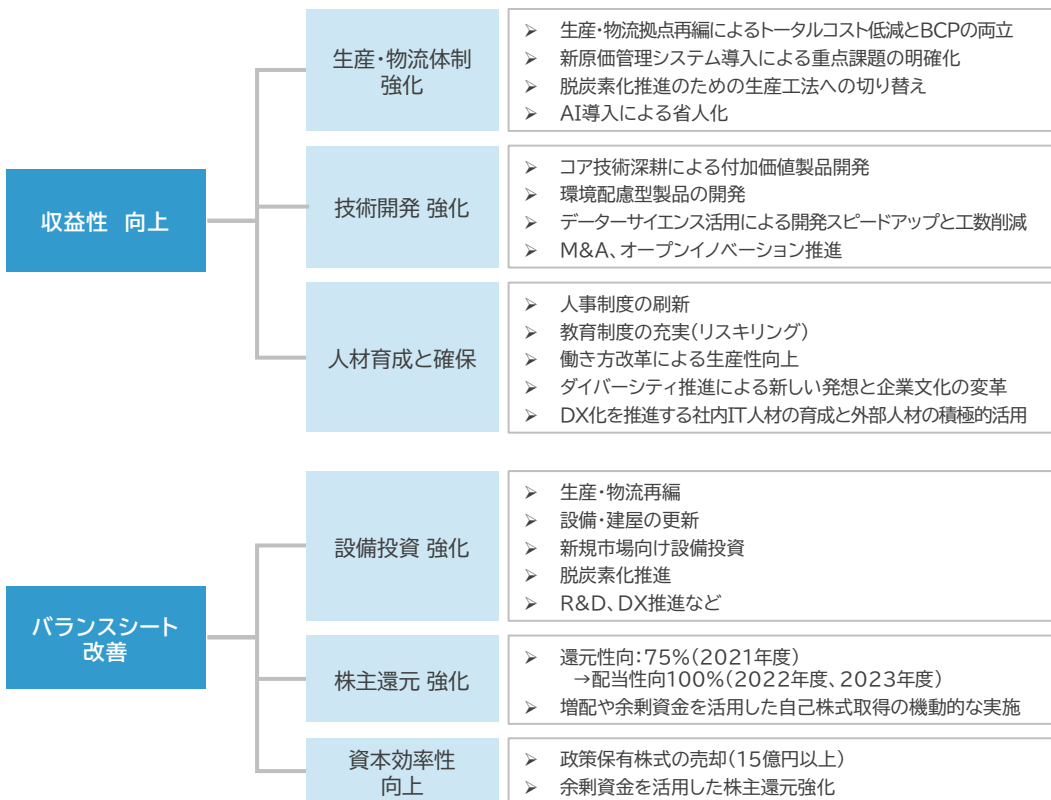 収益性 向上
生産・物流体制
強化
➢ 生産・物流拠点再編によるトータルコスト低減とBCPの両立
➢ 新原価管理システム導入による重点課題の明確化
➢ 脱炭素化推進のための生産工法への切り替え
➢ AI導入による省人化
技術開発 強化
➢ コア技術深耕による付加価値製品開発
➢ 環境配慮型製品の開発
➢ データーサイエンス活用による開発スピードアップと工数削減
➢ M&A、オープンイノベーション推進
人材育成と確保
➢ 人事制度の刷新
➢ 教育制度の充実(リスキリング)
➢ 働き方改革による生産性向上
➢ ダイバーシティ推進による新しい発想と企業文化の変革
➢ DX化を推進する社内IT人材の育成と外部人材の積極的活用
バランスシート
改善
設備投資 強化
➢ 生産・物流再編
➢ 設備・建屋の更新
➢ 新規市場向け設備投資
➢ 脱炭素化推進
➢ R&D、DX推進など
株主還元 強化
➢ 還元性向:75%(2021年度)
→配当性向100%(2022年度、2023年度)
➢ 増配や余剰資金を活用した自己株式取得の機動的な実施
資本効率性
向上
➢ 政策保有株式の売却(15億円以上)
➢ 余剰資金を活用した株主還元強化